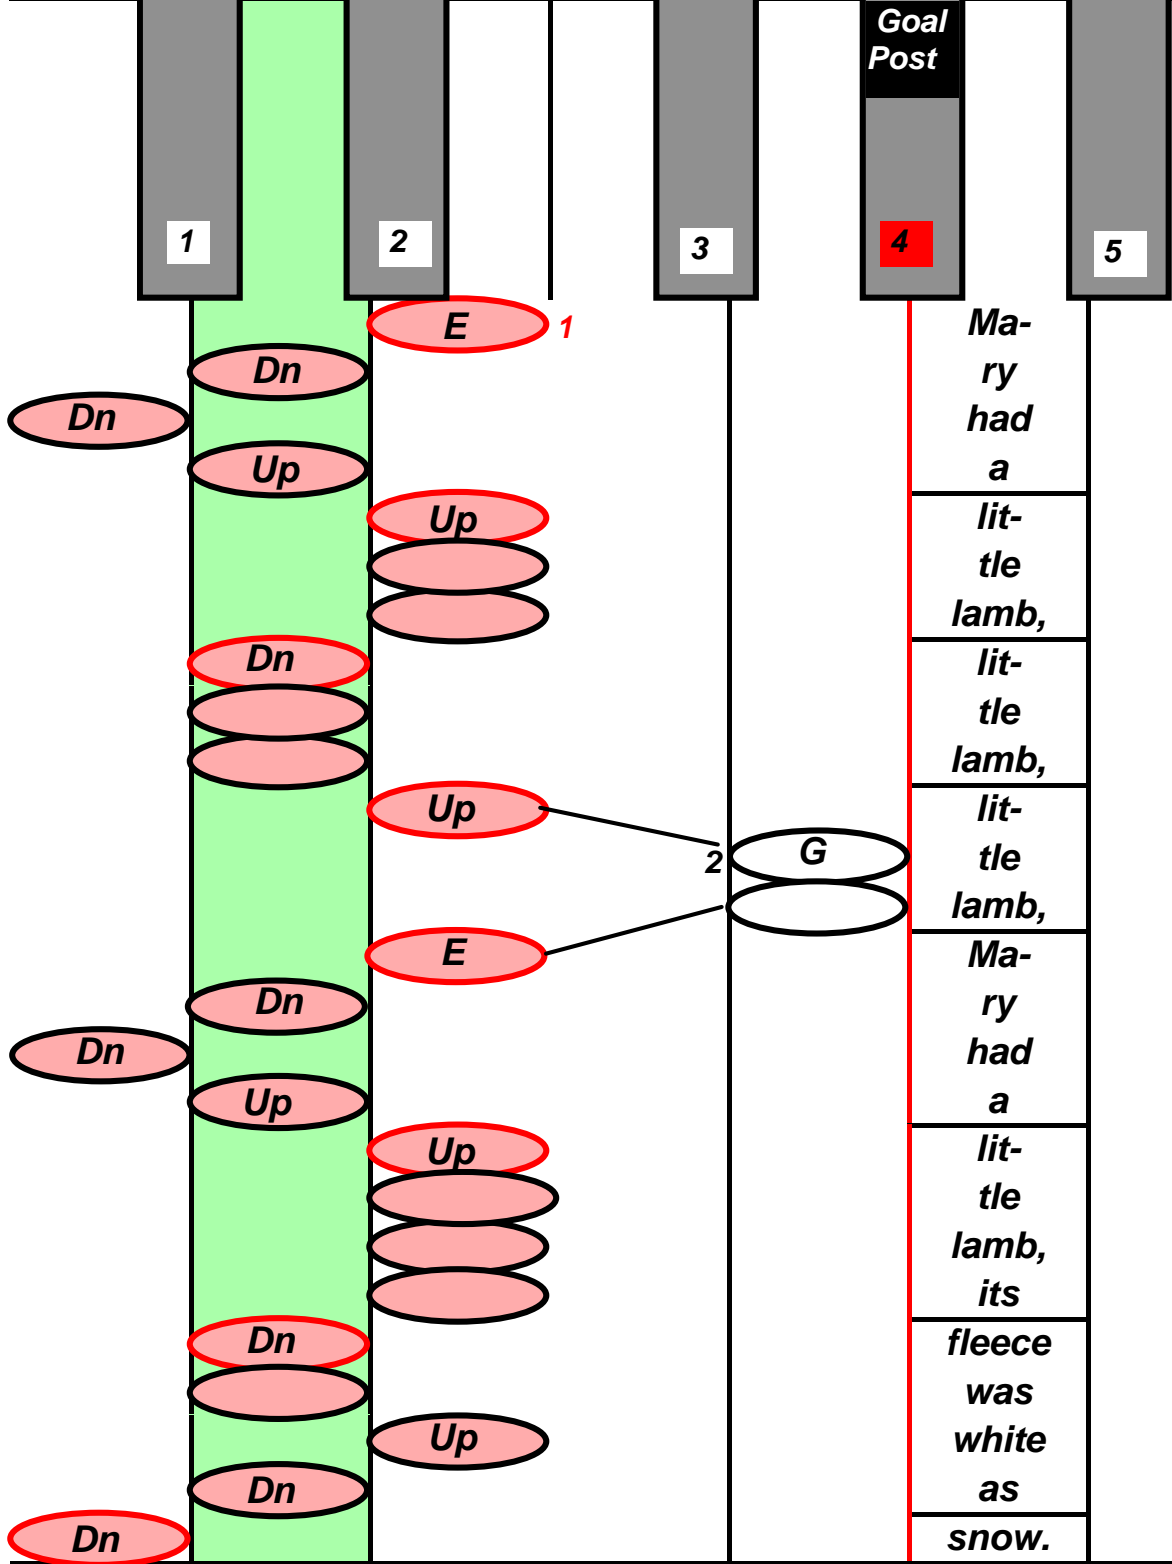 Goal
Post
1 2 3 4 5
E 1 Ma-
Dn ry
Dn had
Up a
Up lit-
tle
lamb,
Dn lit-
tle
lamb,
Up lit-
2 G tle
lamb,
E Ma-
Dn ry
Dn had
Up a
Up lit-
tle
lamb,
its
Dn fleece
was
Up white
Dn as
Dn snow.